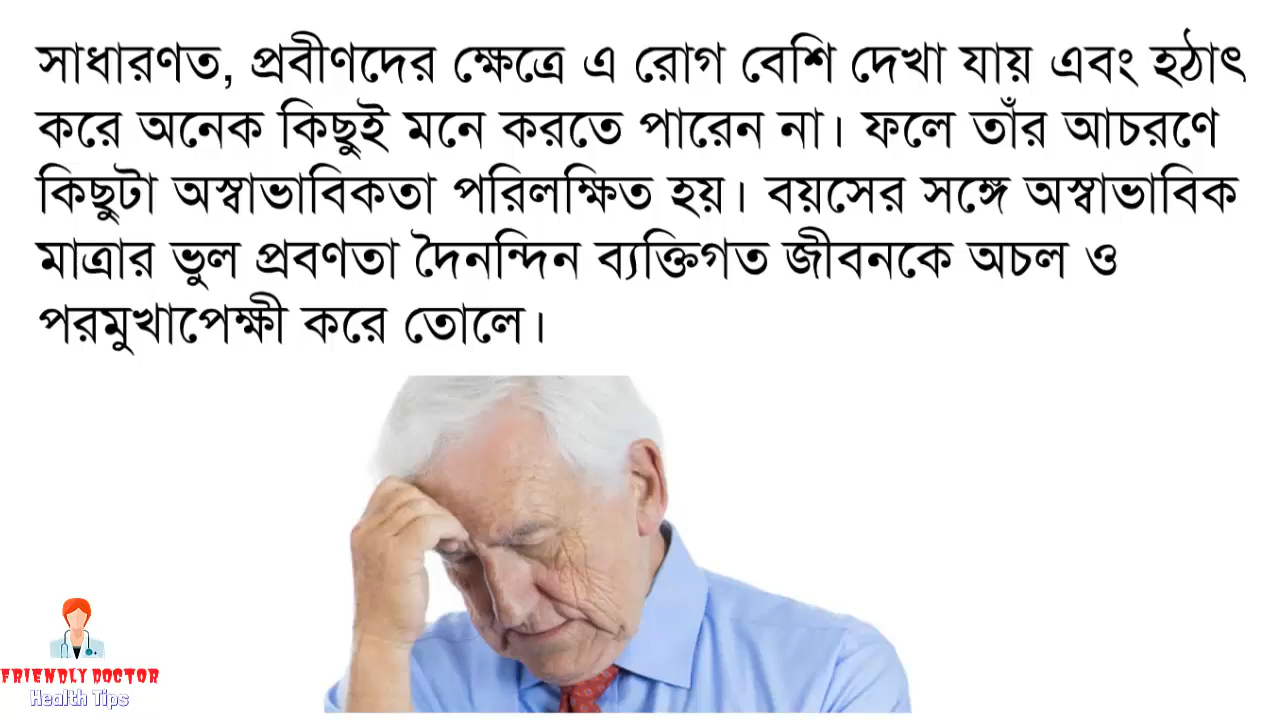 সাধারণত, প্রবীণদের ক্ষেত্রে এ রোগ বেশি দেখা যায় এবং হঠাৎ
করে অনেক কিছুই মনে করতে পারেন না। ফলে তাঁর আচরণে
কিছুটা অস্বাভাবিকতা পরিলক্ষিত হয়। বয়সের সঙ্গে অস্বাভাবিক
মাত্রার ভুল প্রবণতা দৈনন্দিন ব্যক্তিগত জীবনকে অচল ও
পরমুখাপেক্ষী করে তোলে।
FRIENDLY DOCTOR
Health Tips